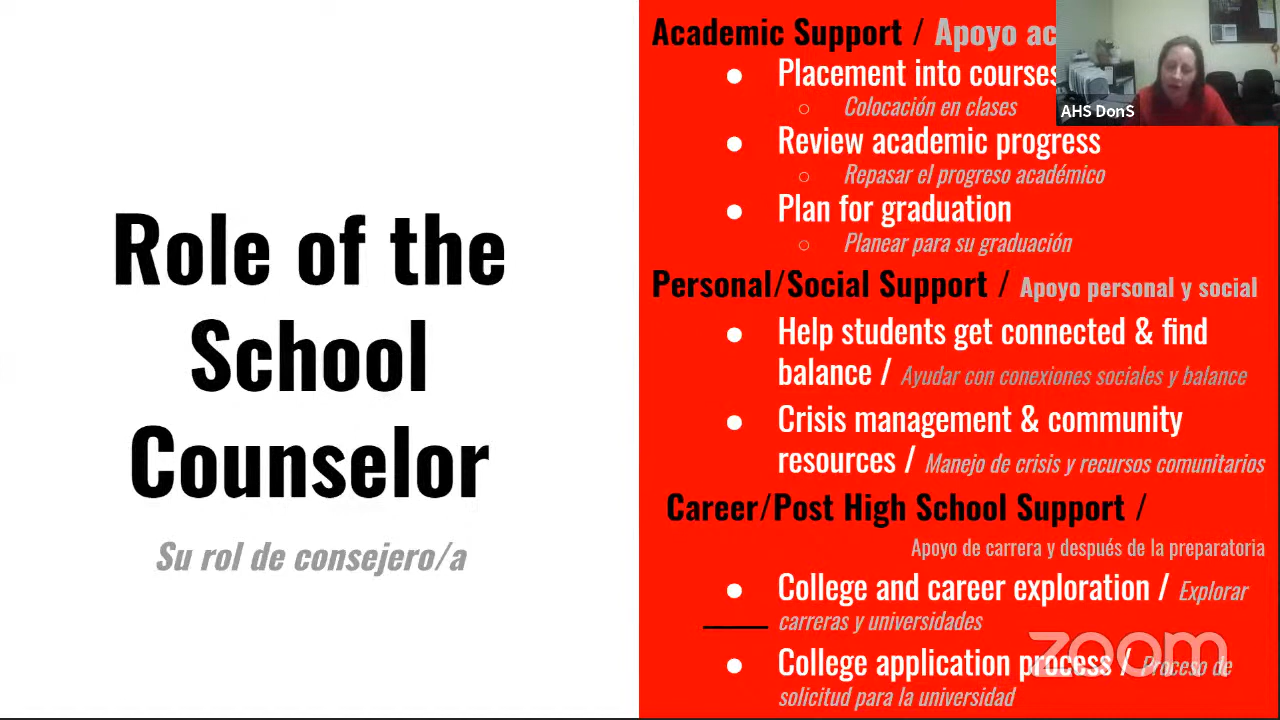 Role of the
School
Counselor
Su rol de consejero/a
Academic Support / Apoyo
Placement into courses
Colocación en clases
Review academic progress
Repasar el progreso académico
Plan for graduation
Planear para su graduación
Personal/Social Support / Apoyo personal y social
Help students get connected & find
balance / Ayudar con conexiones sociales y balance
Crisis management & community
resources / Manejo de crisis y recursos comunitarios
Career/Post High School Support /
Apoyo de carrera y después de la preparatoria
College and career exploration / Explorar
carreras y universidades
College application process / Proceso de
solicitud para la universidad
AHS DonS
zoom